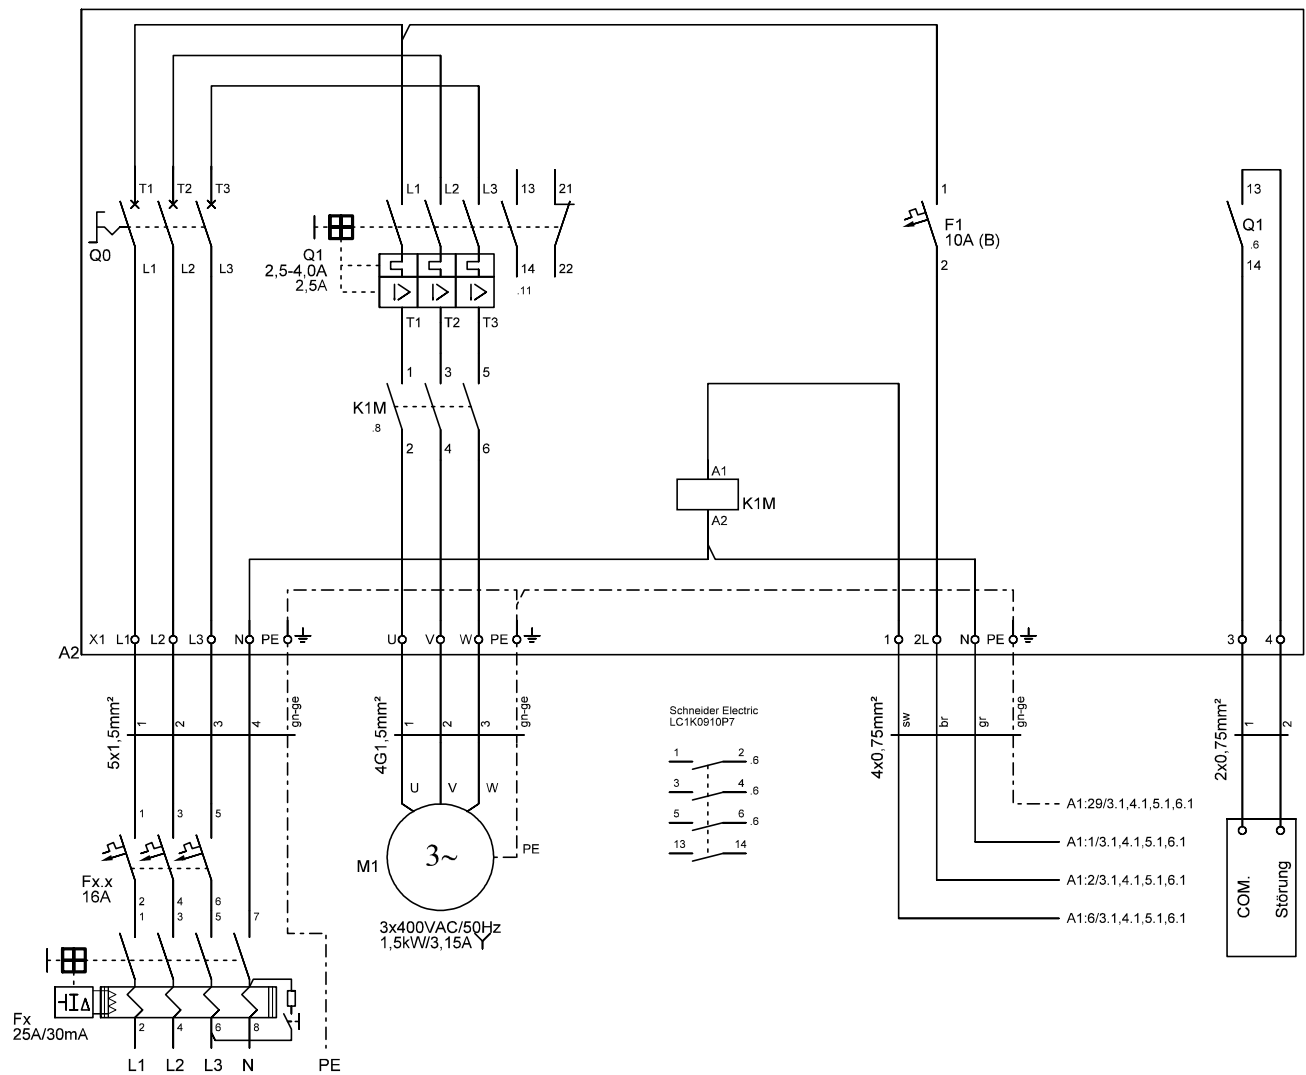 T1 T2 T3
L1 L2 L3 13 21
1
13
Q0
F1
10A (B)
Q1
.6
Q1
2,5-4,0A
2,5A
L1 L2 L3
14 22
2
14
.11
T1 T2 T3
1 3 5
K1M
.8
2 4 6
A1
K1M
A2
X1 L1 L2 L3 N PE
U V W PE
1 2L N PE
3 4
A2
5x1,5mm²
1 2 3 4 gn-ge
4G1,5mm²
1 2 3 gn-ge
Schneider Electric
LC1K0910P7
1 2 .6
3 4 .6
5 6 .6
13 14
4x0,75mm²
sw br gr gn-ge
2x0,75mm²
1 2
U V W
M1
3~
PE
3x400VAC/50Hz
1,5kW/3,15A
A1:29/3.1,4.1,5.1,6.1
A1:1/3.1,4.1,5.1,6.1
A1:2/3.1,4.1,5.1,6.1
A1:6/3.1,4.1,5.1,6.1
COM.
Störung
1 3 5
Fx.x
16A
2 4 6
1 3 5 7
Fx
25A/30mA
2 4 6 8
L1 L2 L3 N PE